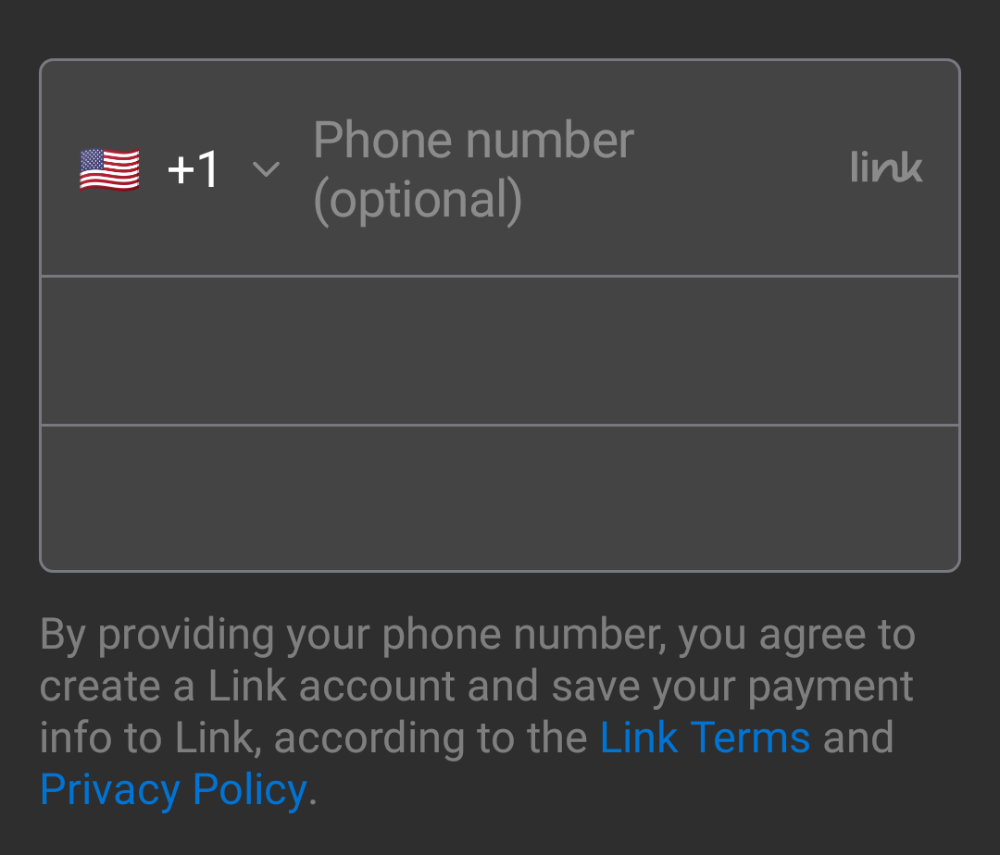 +1
Phone number
(optional)
link
By providing your phone number, you agree to
create a Link account and save your payment
info to Link, according to the Link Terms and
Privacy Policy.